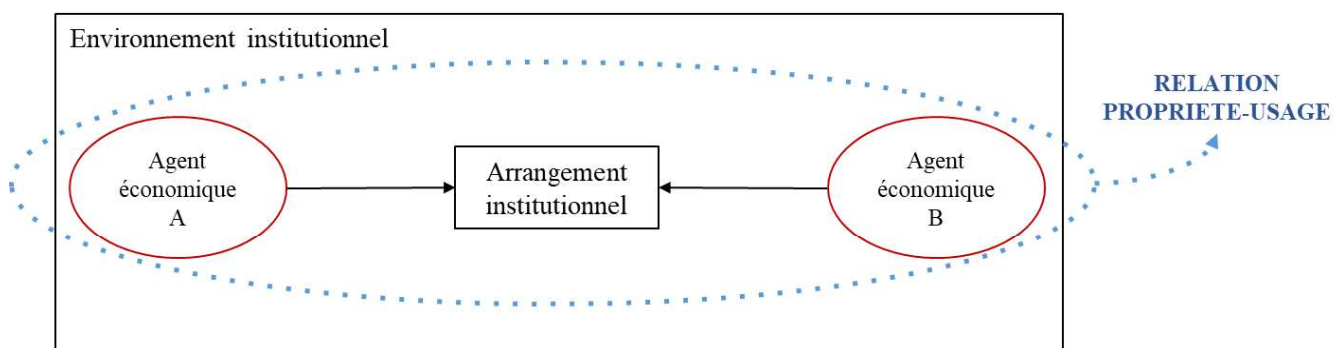 Environnement institutionnel
RELATION
PROPRIETE-USAGE
Agent
économique
A
Arrangement
institutionnel
Agent
économique
B